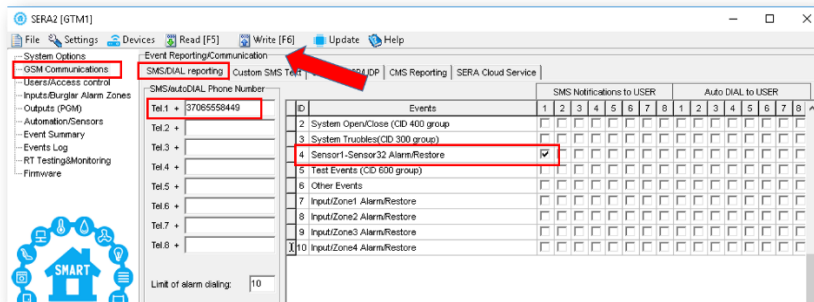 SERA2 [GTM1]
File Settings Devices Read [F5] Write [F6] Update Help
System Options
GSM Communications
Users/Access control
Inputs/Burglar Alarm Zones
Outputs (PGM)
Automation/Sensors
Event Summary
Events Log
RT Testing&Monitoring
Firmware
SMART
Event Reporting/Communication
SMS/DIAL reporting Custom SMS Text /UDP CMS Reporting SERA Cloud Service
SMS/autoDIAL Phone Number
Tel.1 + 37065558449
Tel.2 +
Tel.3 +
Tel.4 +
Tel.5 +
Tel.6 +
Tel.7 +
Tel.8 +
Limit of alarm dialing: 10
SMS Notifications to USER Auto DIAL to USER
ID Events 1 2 3 4 5 6 7 8 1 2 3 4 5 6 7 8
2 System Open/Close (CID 400 group
3 System Truobles(CID 300 group)
4 Sensor1-Sensor32 Alarm/Restore
5 Test Events (CID 600 group)
6 Other Events
7 Input/Zone1 Alarm/Restore
8 Input/Zone2 Alarm/Restore
9 Input/Zone3 Alarm/Restore
10 Input/Zone4 Alarm/Restore